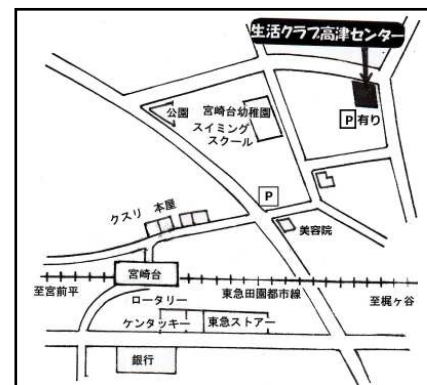 生活クラブ高津センター
公園
宮崎台幼稚園
スイミング
スクール
P有り
P
クスリ
本屋
美容院
宮崎台
至宮前平
ロータリー
東急田園都市線
至梶ヶ谷
ケンタッキー
東急ストアー
銀行